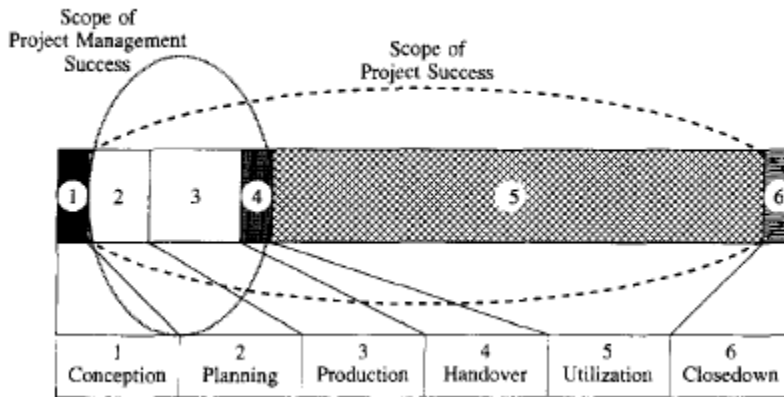 Scope of
Project Management
Success
Scope of
Project Success
1 2 3 4 5 6
1 2 3 4 5 6
Conception Planning Production Handover Utilization Closedown